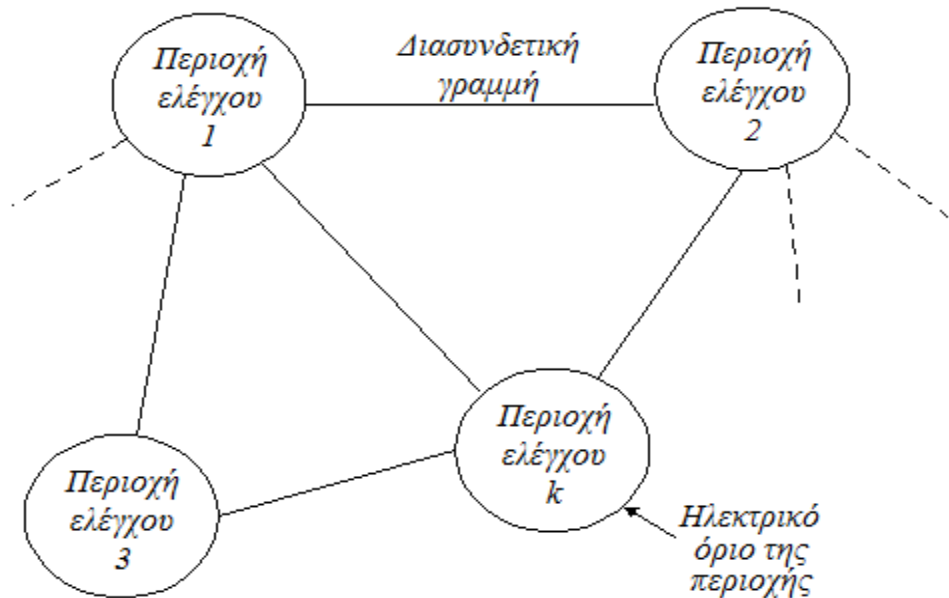 Περιοχή
ελέγχου
1
Διασυνδετική
γραμμή
Περιοχή
ελέγχου
2
Περιοχή
ελέγχου
k
Περιοχή
ελέγχου
3
Ηλεκτρικό
όριο της
περιοχής